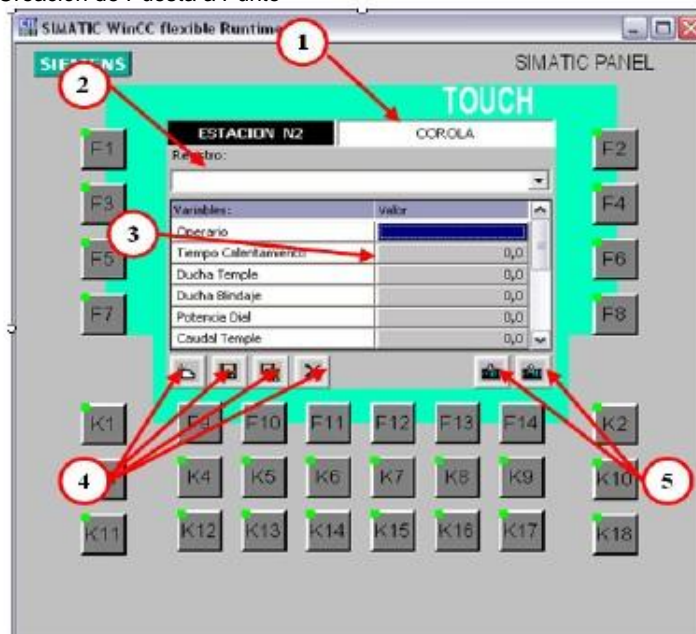 Creación de Puesta a Punto
SIMATIC WinCC flexible Runtime
1
SIEMENS
SIMATIC PANEL
2
TOUCH
ESTACION N2
COROLA
F1
F2
Registro:
F3
F4
Variables:
Valor
3
Operario
Tiempo Calentamiento
0,0
F5
F6
Ducha Temple
0,0
Ducha Blindaje
0,0
F7
F8
Potencia Dial
0,0
Caudal Temple
0,0
K1
F9
F10
F11
F12
F13
F14
K2
4
K4
K5
K6
K7
K8
K9
K10
5
K11
K12
K13
K14
K15
K16
K17
K18